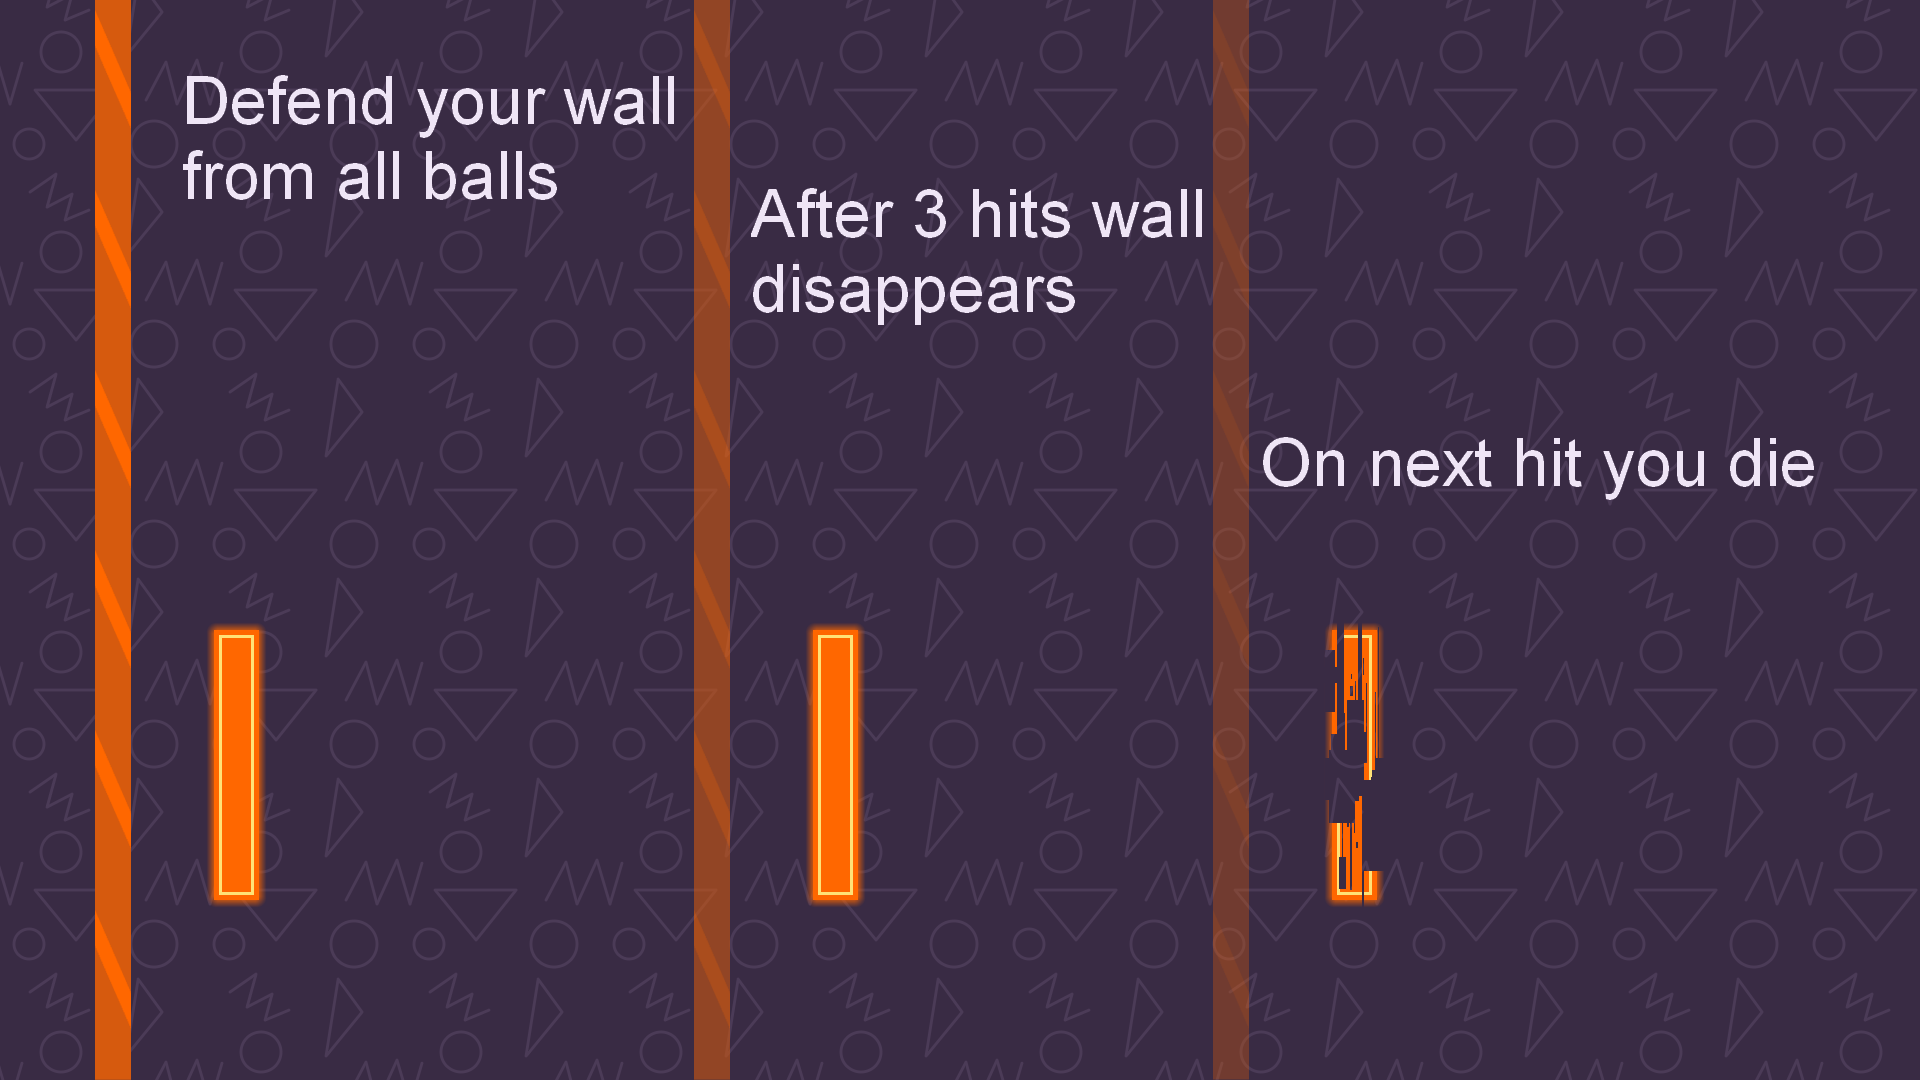 Defend your wall
from all balls
After 3 hits wall
disappears
On next hit you die